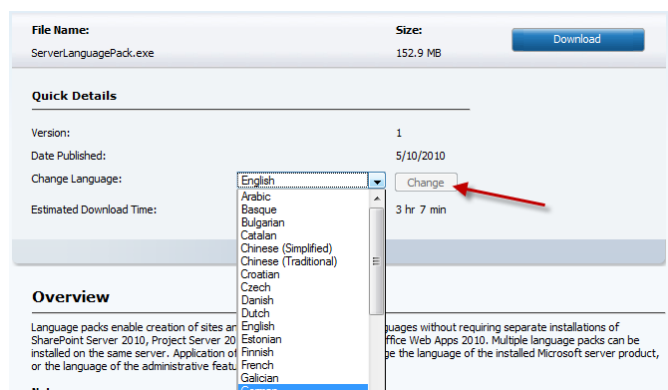 File Name: Size:
Download
ServerLanguagePack.exe 152.9 MB
Quick Details
Version: 1
Date Published: 5/10/2010
Change Language: English Change
Arabic
Estimated Download Time: Basque 3 hr 7 min
Bulgarian
Catalan
Chinese (Simplified)
Chinese (Traditional)
Croatian
Czech
Danish
Dutch
English
Estonian
Finnish
French
Galician
German
Overview
Language packs enable creation of sites an guages without requiring separate installations of
SharePoint Server 2010, Project Server 20 ffice Web Apps 2010. Multiple language packs can be
installed on the same server. Application of ge the language of the installed Microsoft server product,
or the language of the administrative featu